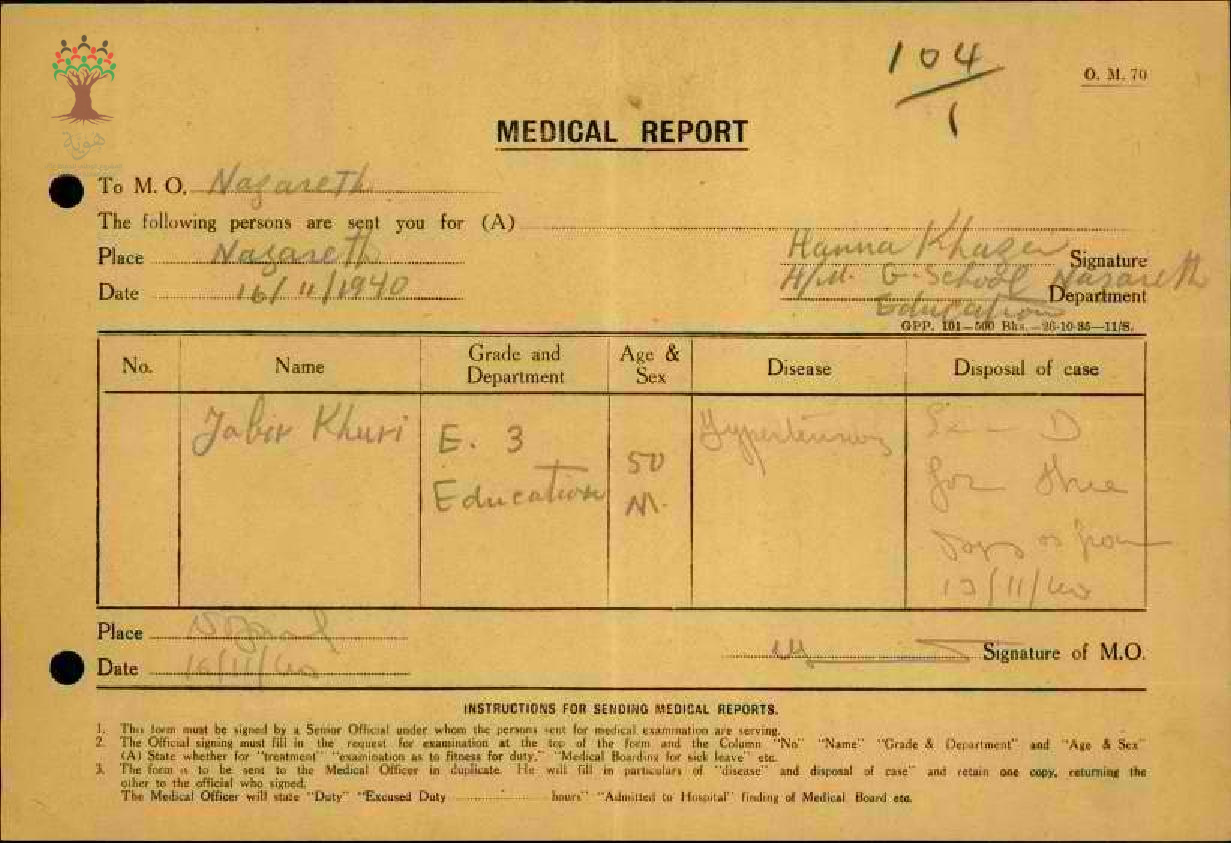 هوية
104/1
O. M. 70
MEDICAL REPORT
To M. O. Nazareth
The following persons are sent you for (A)
Place Nazareth Hanna Khazen Signature
Date 16/11/1940 H/M. G-School Nazareth Department
Education
GPP. 101—500 Bks.—26-10-35—11/8.
No. Name Grade and Department Age & Sex Disease Disposal of case
Jabir Khuri E. 3 Education 50 M. Hypertension
D
for three
days as from
13/11/40
Place
Date 16/11/40 Signature of M.O.
INSTRUCTIONS FOR SENDING MEDICAL REPORTS.
1. This form must be signed by a Senior Official under whom the persons sent for medical examination are serving.
2. The Official signing must fill in the request for examination at the top of the form and the Column "No" "Name" "Grade & Department" and "Age & Sex"
(A) State whether for "treatment" "examination as to fitness for duty," "Medical Boarding for sick leave" etc.
3. The form is to be sent to the Medical Officer in duplicate. He will fill in particulars of "disease" and disposal of case" and retain one copy, returning the
other to the official who signed.
The Medical Officer will state "Duty" "Excused Duty hours" "Admitted to Hospital" finding of Medical Board etc.